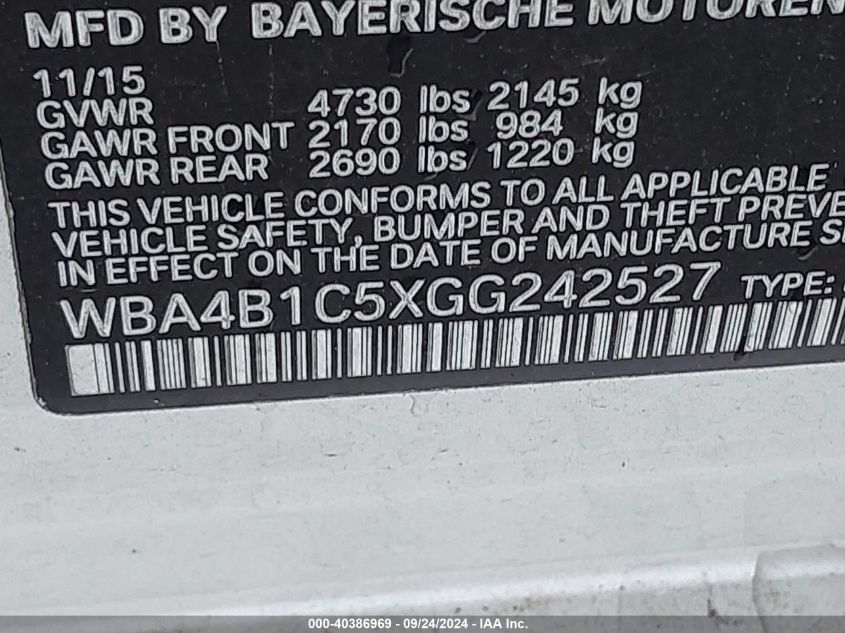 MFD BY BAYERISCHE MOTOREN
11/15
GVWR 4730 lbs 2145 kg
GAWR FRONT 2170 lbs 984 kg
GAWR REAR 2690 lbs 1220 kg
THIS VEHICLE CONFORMS TO ALL APPLICABLE
VEHICLE SAFETY, BUMPER AND THEFT PREVE
IN EFFECT ON THE DATE OF MANUFACTURE S
WBA4B1C5XGG242527 TYPE:
000-40386969 - 09/24/2024 - IAA Inc.